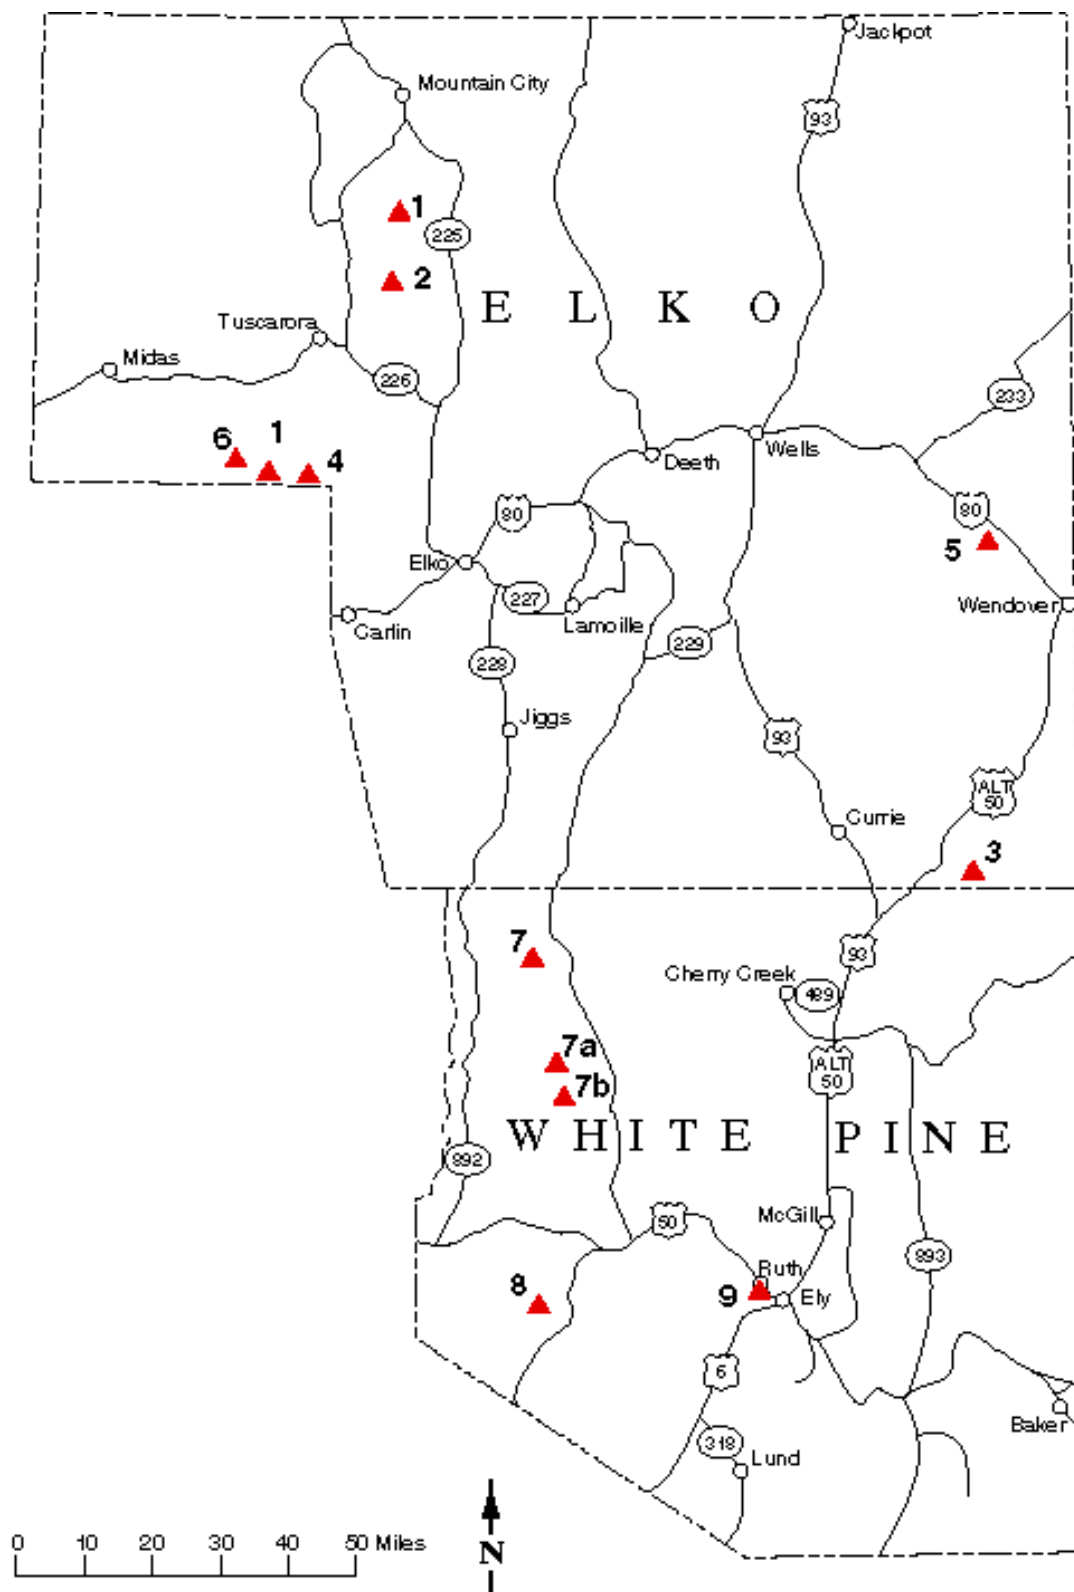 Jackpot
Mountain City
93
1
225
2
E L K O
Tuscarora
Midas
226
233
6
1
4
Deeth
Wells
80
80
5
Elko
227
Wendover
Carlin
Lamoille
229
228
Jiggs
93
ALT
50
Currie
3
7
93
Cherry Creek
489
7a
ALT
50
7b
W H I T E P I N E
892
McGill
50
893
Ruth
8
9
Ely
6
Baker
318
Lund
0 10 20 30 40 50 Miles
N